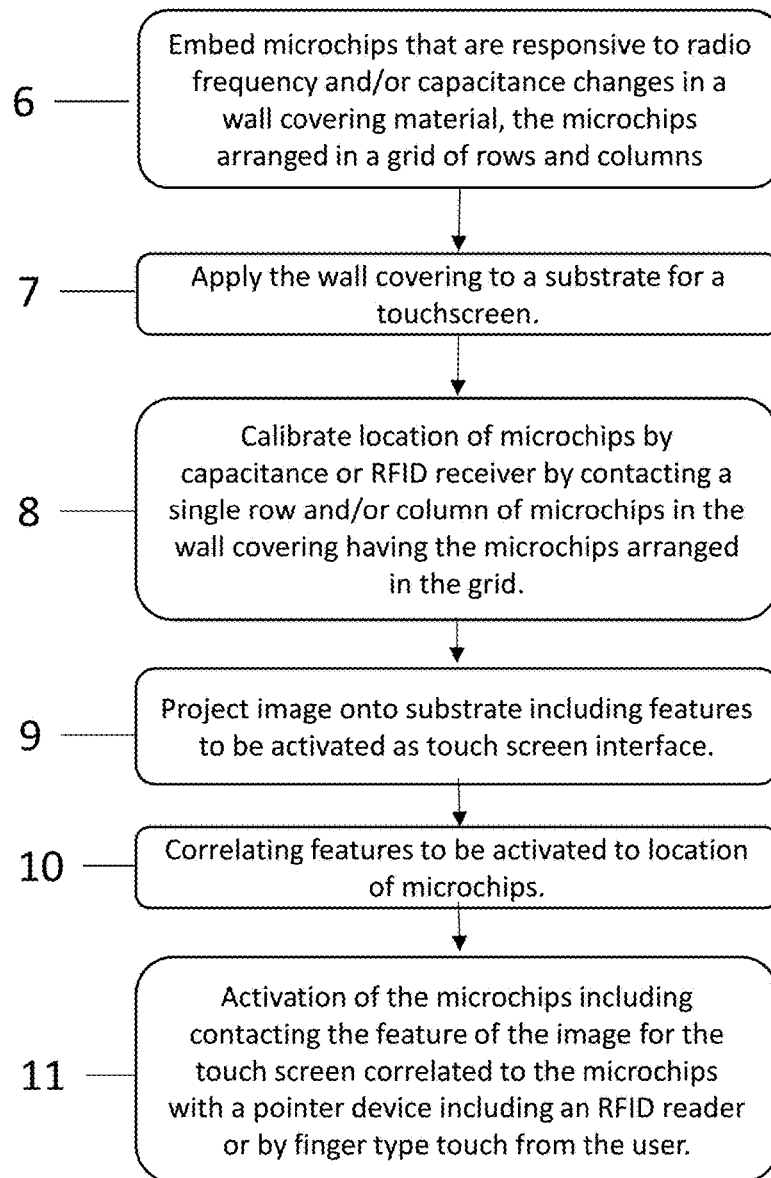 6
Embed microchips that are responsive to radio
frequency and/or capacitance changes in a
wall covering material, the microchips
arranged in a grid of rows and columns
7
Apply the wall covering to a substrate for a
touchscreen.
8
Calibrate location of microchips by
capacitance or RFID receiver by contacting a
single row and/or column of microchips in the
wall covering having the microchips arranged
in the grid.
9
Project image onto substrate including features
to be activated as touch screen interface.
10
Correlating features to be activated to location
of microchips.
11
Activation of the microchips including
contacting the feature of the image for the
touch screen correlated to the microchips
with a pointer device including an RFID reader
or by finger type touch from the user.